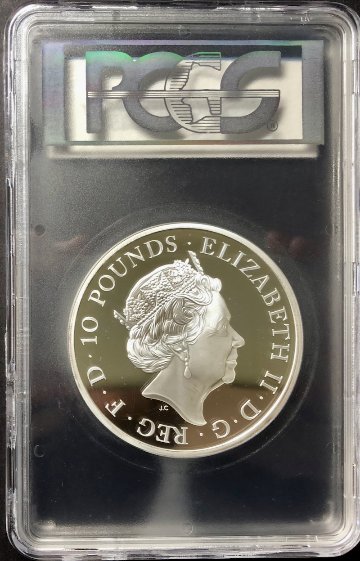 PCGS
®
ELIZABETH II · D · G · REG · F · D · 10 POUNDS ·
J.C